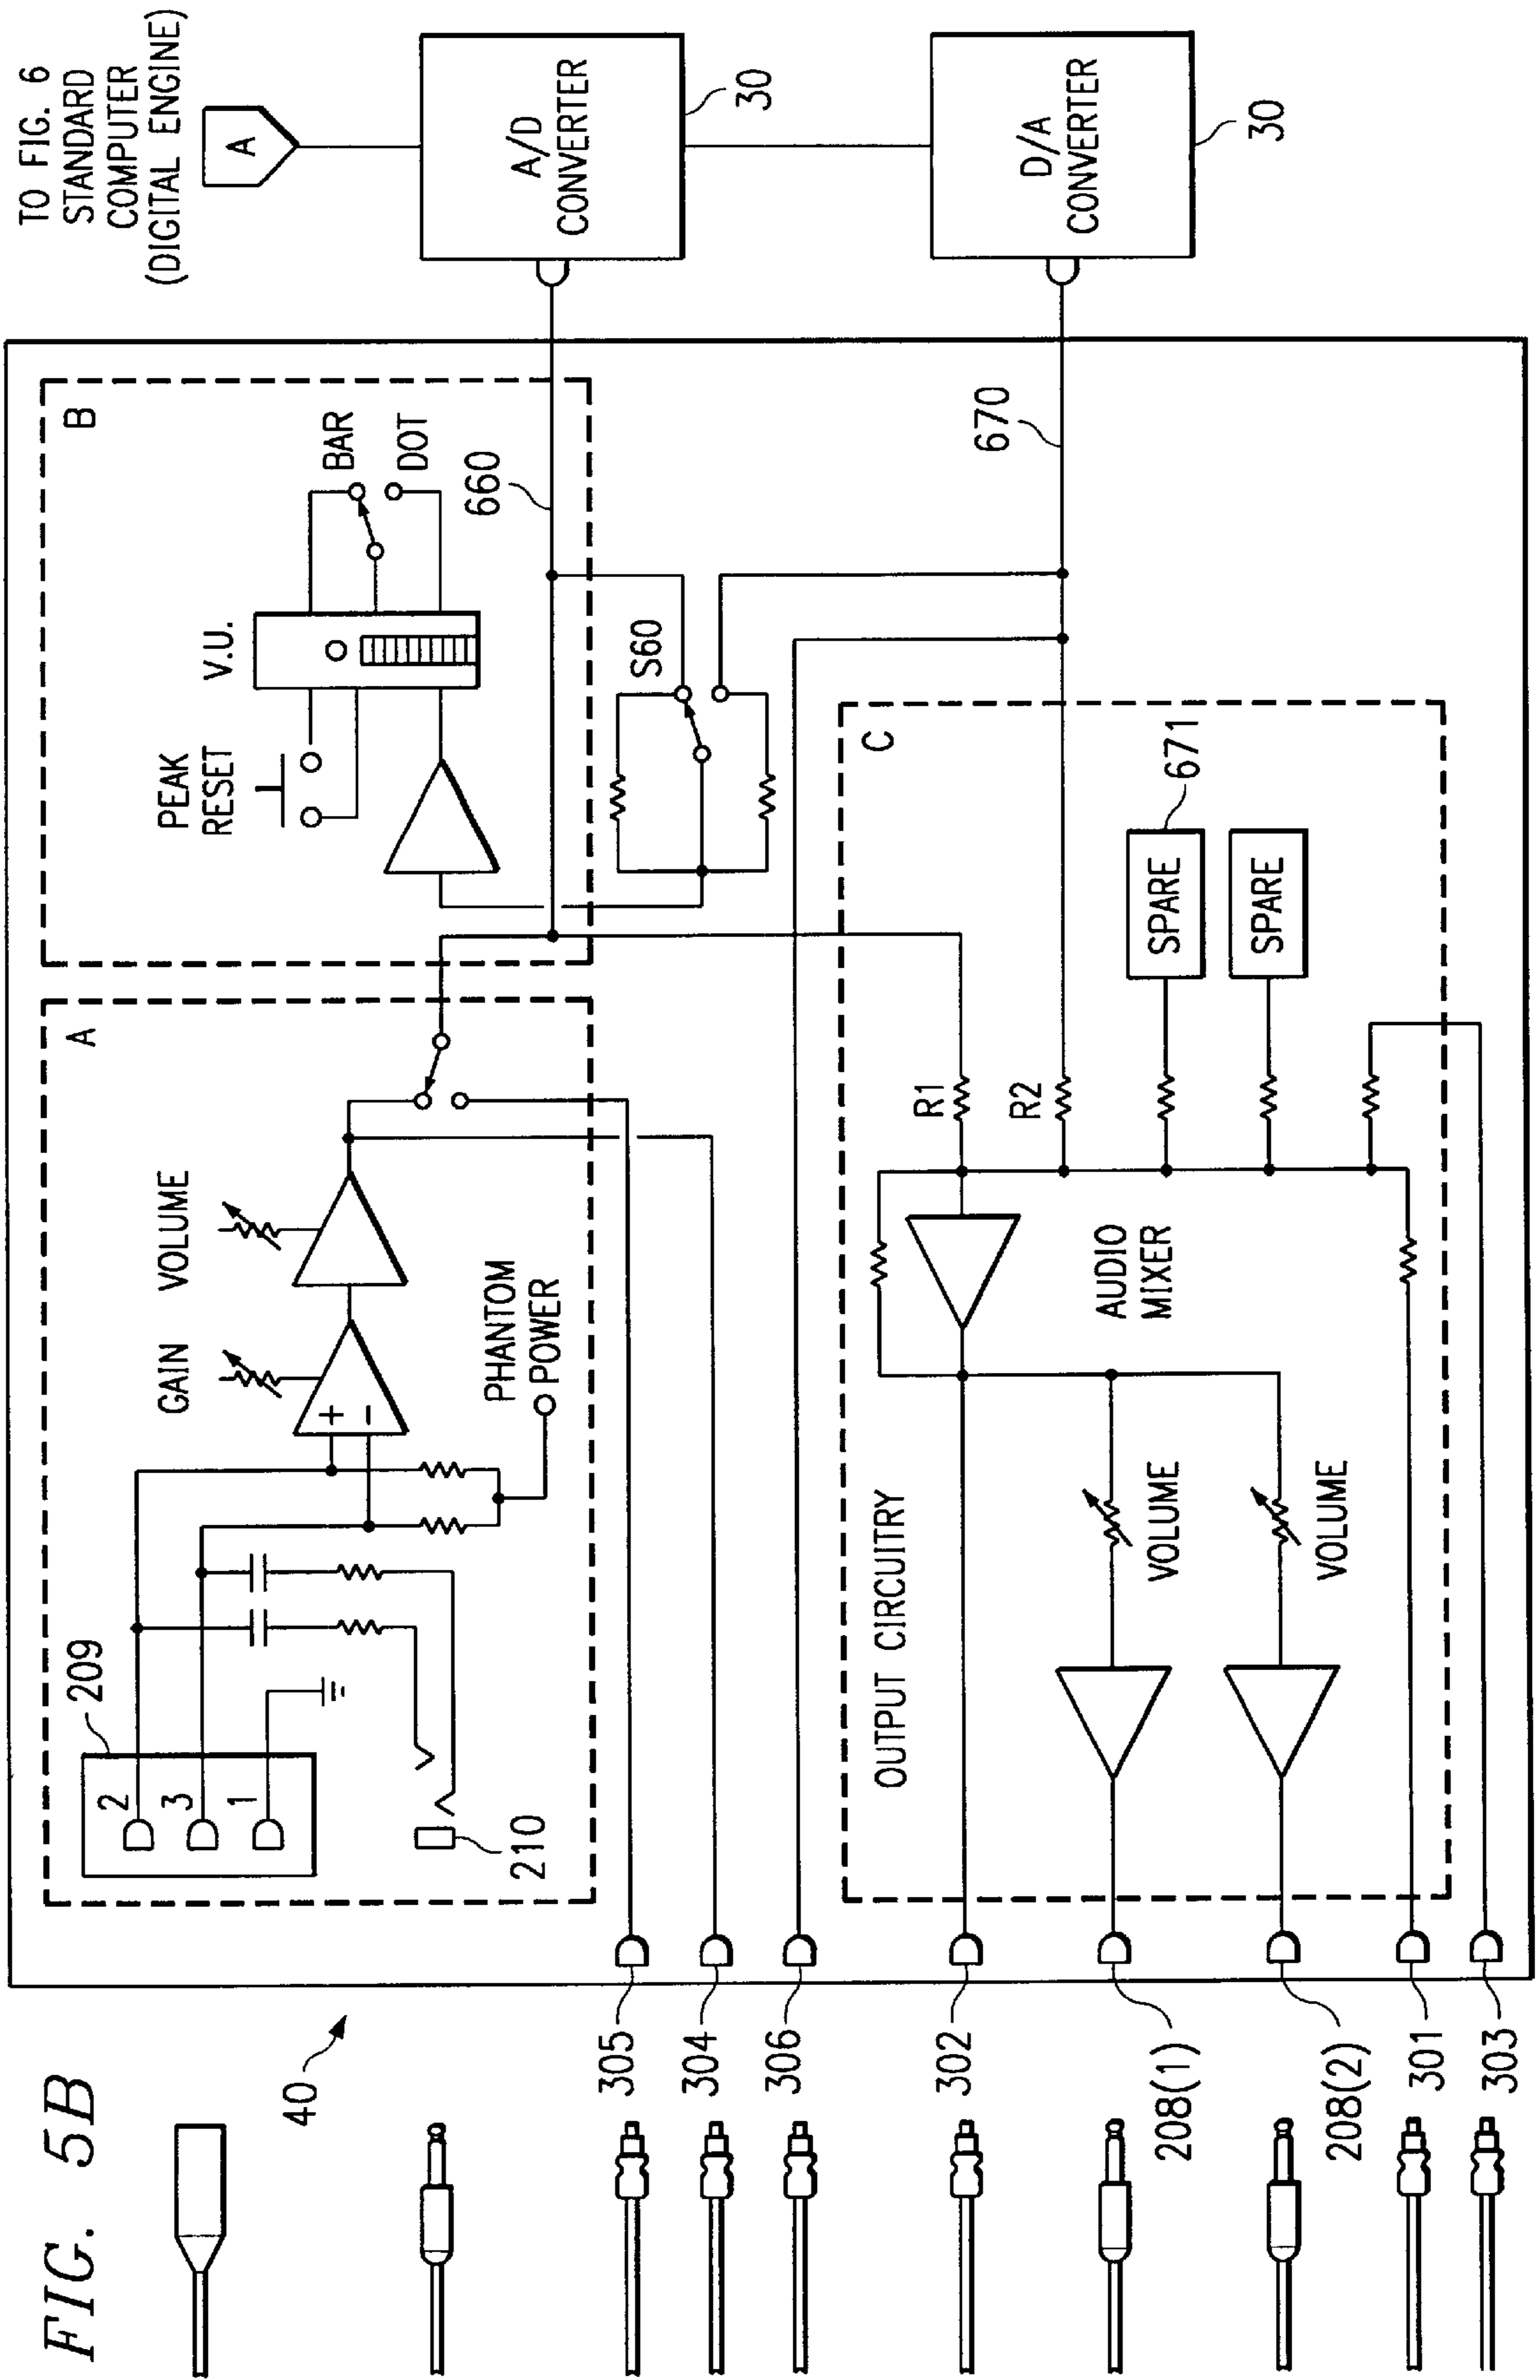 FIG. 5B
40
TO FIG. 6
STANDARD
COMPUTER
(DIGITAL ENGINE)
A
A/D
CONVERTER
30
D/A
CONVERTER
30
A
209
2
3
1
210
GAIN
VOLUME
+
-
PHANTOM
POWER
B
PEAK
RESET
V.U.
BAR
DOT
660
S60
670
C
OUTPUT CIRCUITRY
R1
R2
SPARE
671
SPARE
AUDIO
MIXER
VOLUME
VOLUME
305
304
306
302
208(1)
208(2)
301
303